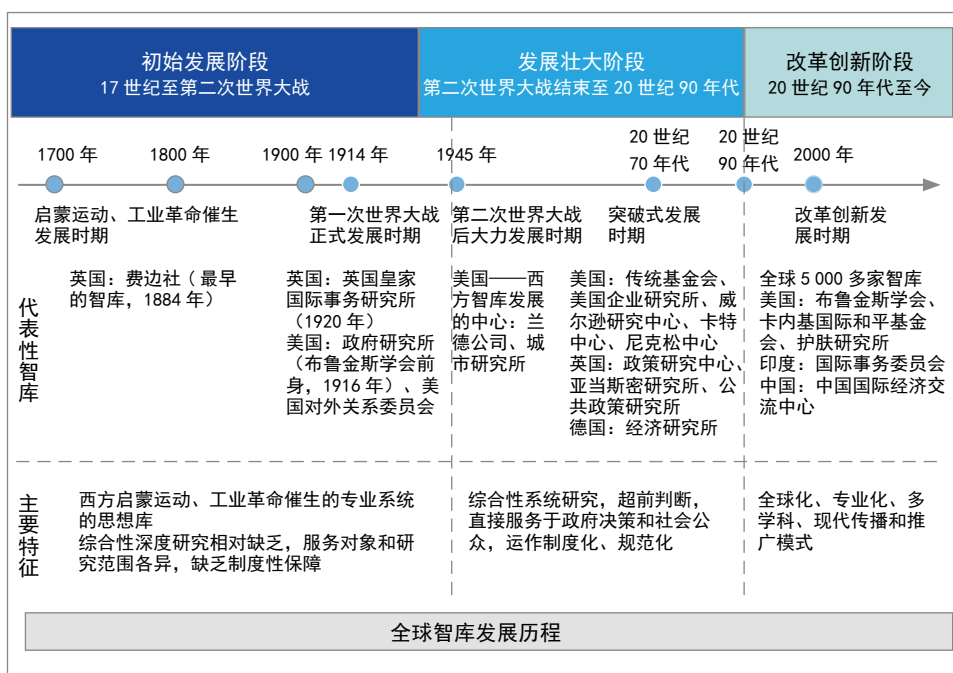 初始发展阶段
17 世纪至第二次世界大战
发展壮大阶段
第二次世界大战结束至 20 世纪 90 年代
改革创新阶段
20 世纪 90 年代至今
1700 年
1800 年
1900 年
1914 年
1945 年
20 世纪
70 年代
20 世纪
90 年代
2000 年
启蒙运动、工业革命催生
发展时期
第一次世界大战
正式发展时期
第二次世界大战
后大力发展时期
突破式发展
时期
改革创新发
展时期
代表性智库
英国：费边社（最早
的智库，1884 年）
英国：英国皇家
国际事务研究所
（1920 年）
美国：政府研究所
（布鲁金斯学会前
身，1916 年）、美
国对外关系委员会
美国——西
方智库发展
的中心：兰
德公司、城
市研究所
美国：传统基金会、
美国企业研究所、威
尔逊研究中心、卡特
中心、尼克松中心
英国：政策研究中心、
亚当斯密研究所、公
共政策研究所
德国：经济研究所
全球 5 000 多家智库
美国：布鲁金斯学会、
卡内基国际和平基金
会、护肤研究所
印度：国际事务委员会
中国：中国国际经济交
流中心
主要特征
西方启蒙运动、工业革命催生的专业系统
的思想库
综合性深度研究相对缺乏，服务对象和研
究范围各异，缺乏制度性保障
综合性系统研究，超前判断，
直接服务于政府决策和社会公
众，运作制度化、规范化
全球化、专业化、多
学科、现代传播和推
广模式
全球智库发展历程